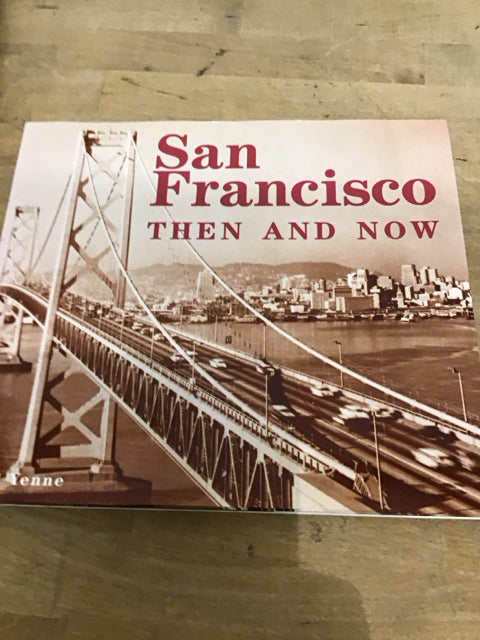 San
Francisco
THEN AND NOW
Yenne